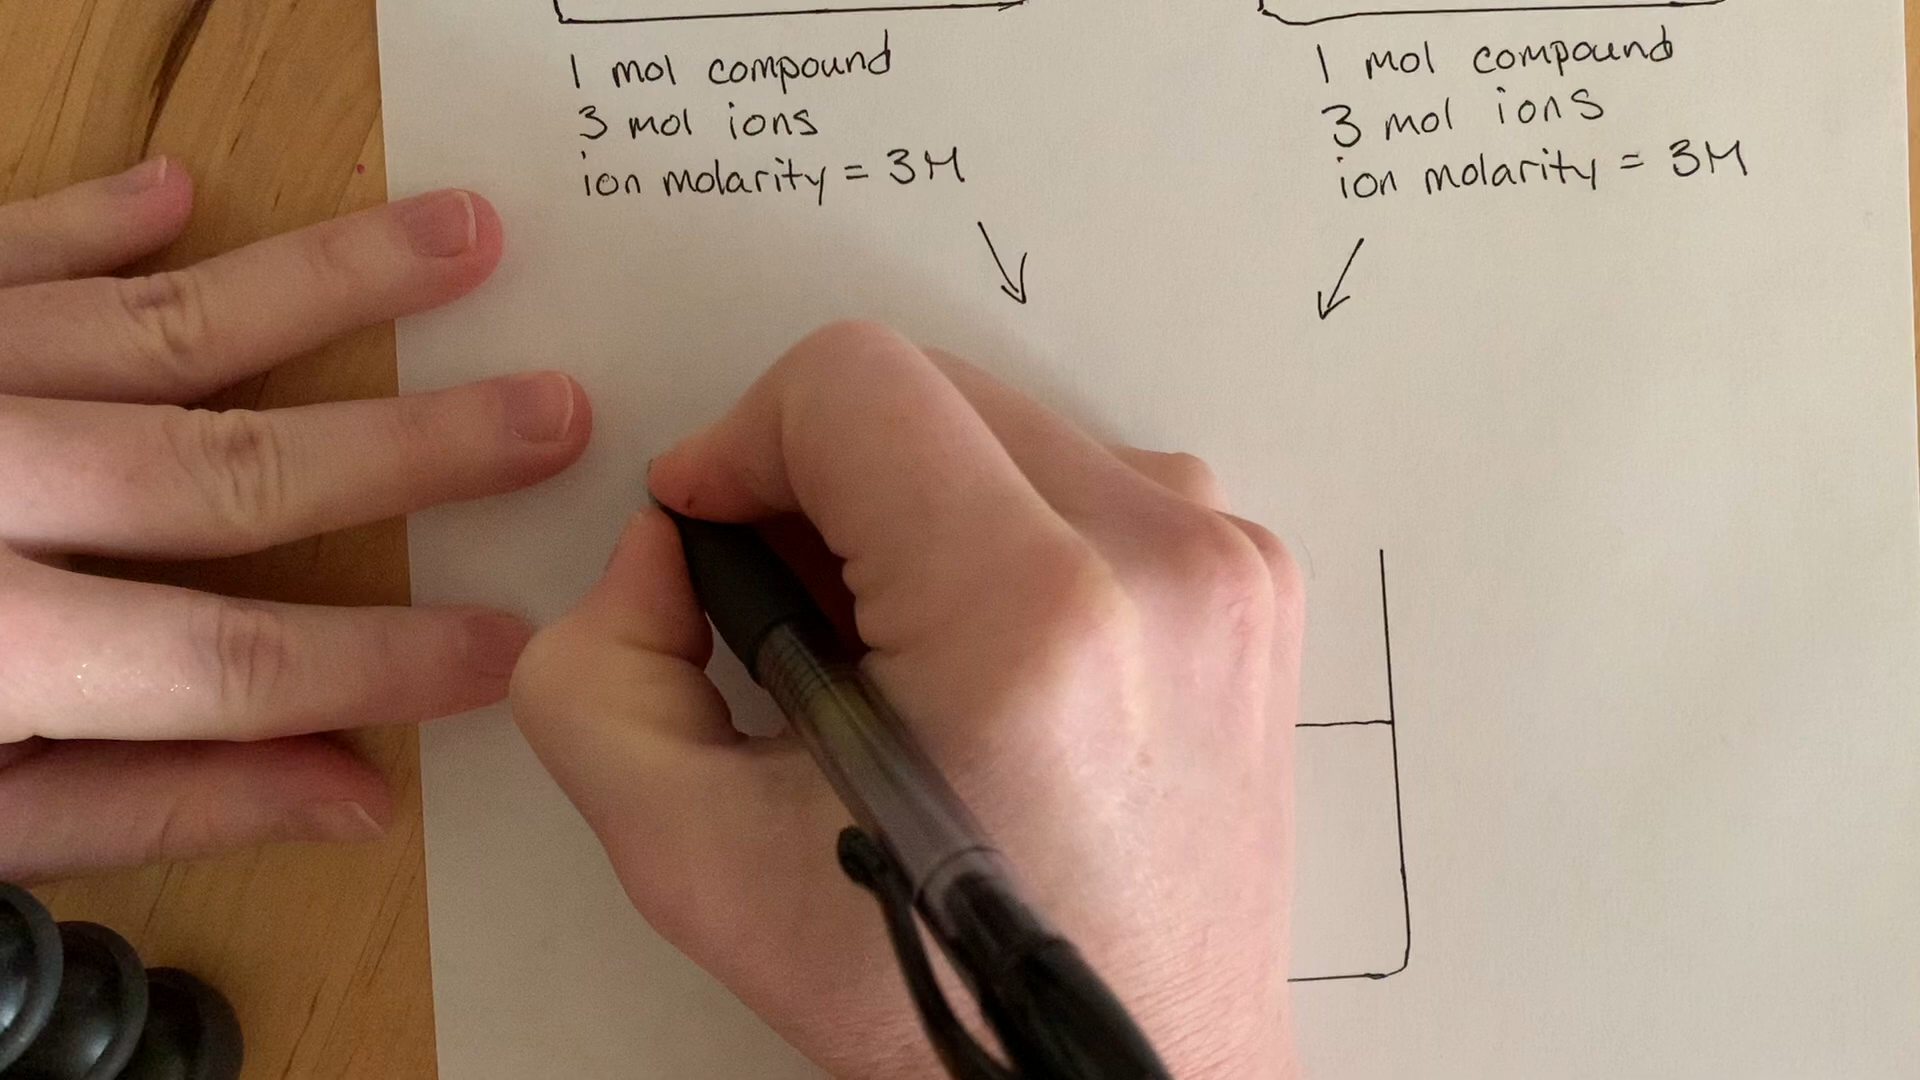 1 mol compound
3 mol ions
ion molarity = 3M
1 mol compound
3 mol ions
ion molarity = 3M